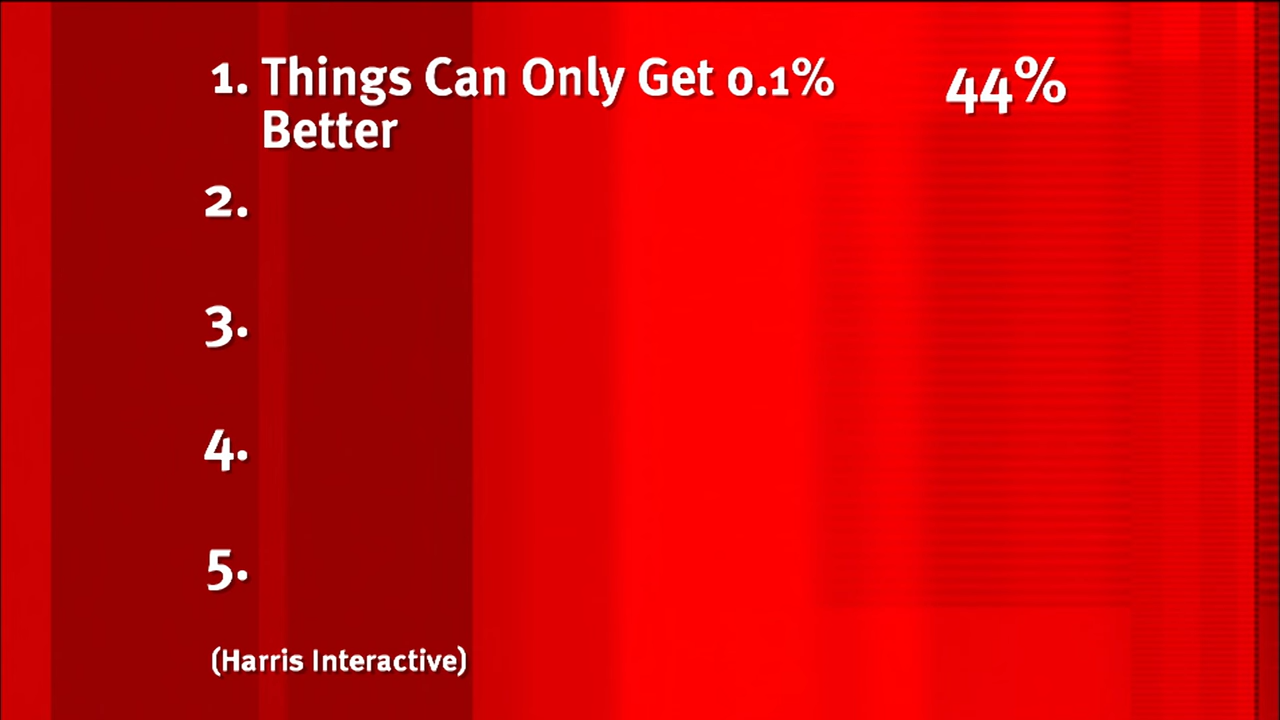 1. Things Can Only Get 0.1% 44%
Better
2.
3.
4.
5.
(Harris Interactive)